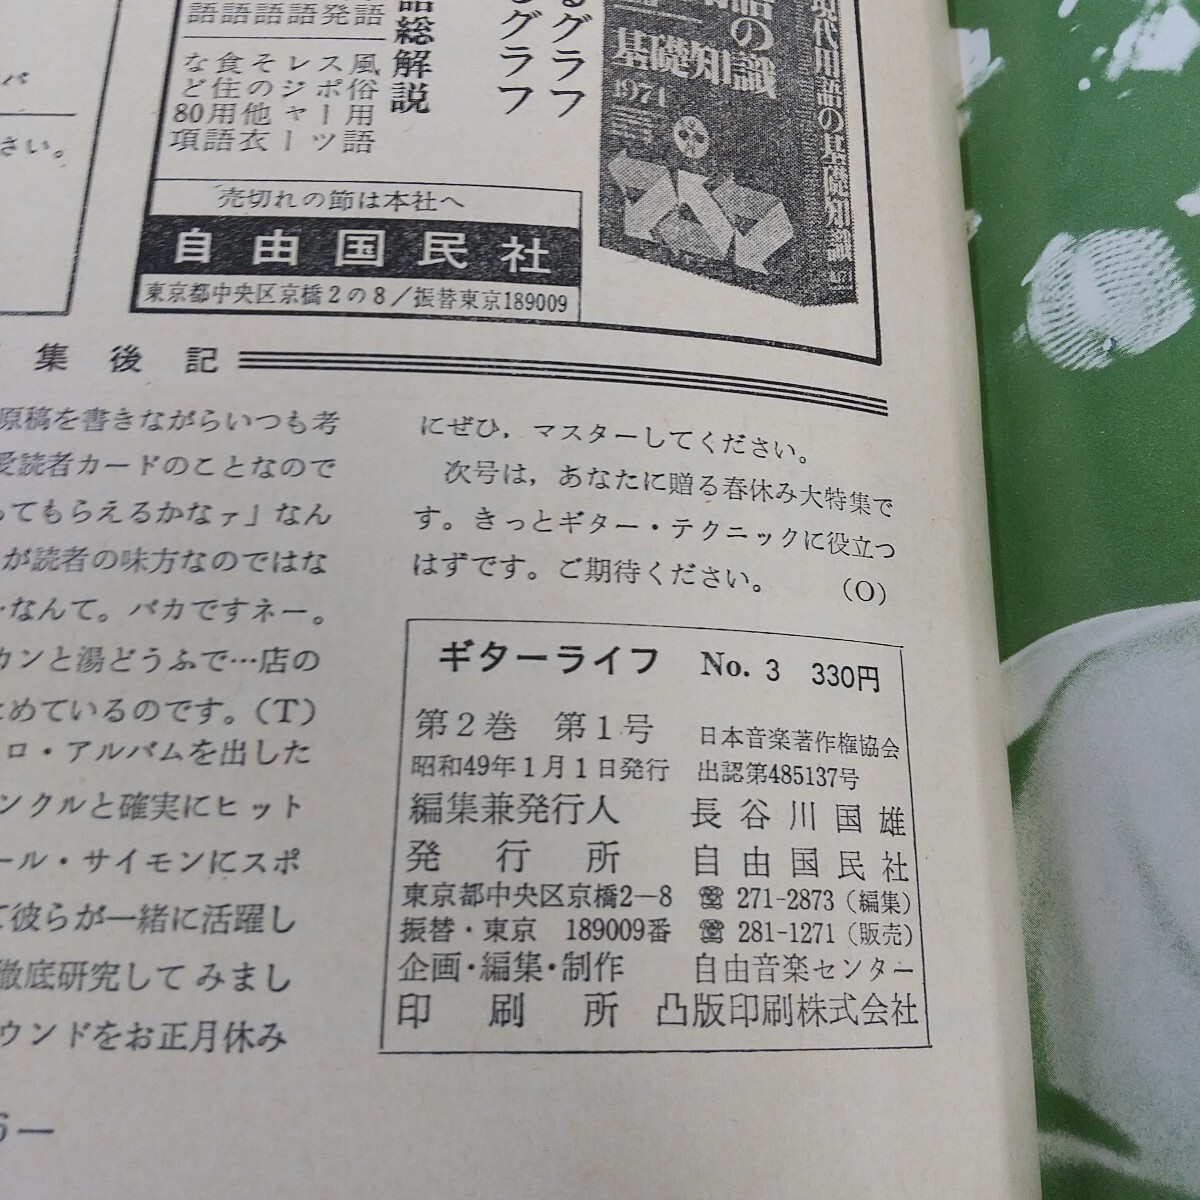 語総解説
グラフ
るグラフ
風俗用語
スポーツ
レジャー
その他衣
食住用語
など80項
売切れの節は本社へ
自由国民社
東京都中央区京橋2の8/振替東京189009
語の
基礎知識
1974
現代用語の基礎知識
さい。
集後記
原稿を書きながらいつも考
愛読者カードのことなので
ってもらえるかなァ」なん
が読者の味方なのではな
なんて。バカですネー。
カンと湯どうふで…店の
とめているのです。(T)
ロ・アルバムを出した
ンクルと確実にヒット
ール・サイモンにスポ
て彼らが一緒に活躍し
徹底研究して みまし
ウンドをお正月休み
にぜひ,マスターしてください。
次号は,あなたに贈る春休み大特集で
す。きっとギター・テクニックに役立つ
はずです。ご期待ください。 (O)
ギターライフ No. 3 330円
第2巻 第1号 日本音楽著作権協会
昭和49年1月1日発行 出認第485137号
編集兼発行人 長谷川国雄
発行所 自由国民社
東京都中央区京橋2−8 ☎ 271-2873(編集)
振替・東京 189009番 ☎ 281-1271(販売)
企画・編集・制作 自由音楽センター
印刷所 凸版印刷株式会社
6—